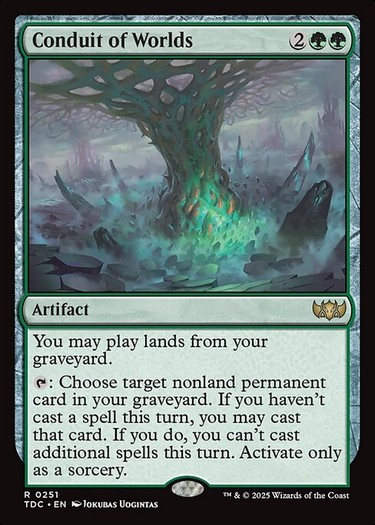 Conduit of Worlds 2
Artifact
You may play lands from your
graveyard.
: Choose target nonland permanent
card in your graveyard. If you haven't
cast a spell this turn, you may cast
that card. If you do, you can't cast
additional spells this turn. Activate only
as a sorcery.
R 0251
TDC • EN Jokubas Uogintas
™ & © 2025 Wizards of the Coast